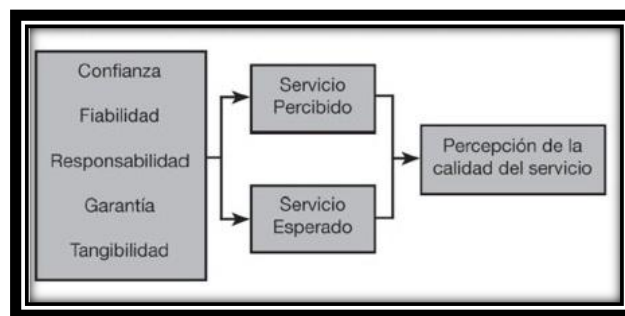 Confianza
Fiabilidad
Responsabilidad
Garantía
Tangibilidad
Servicio
Percibido
Servicio
Esperado
Percepción de la
calidad del servicio